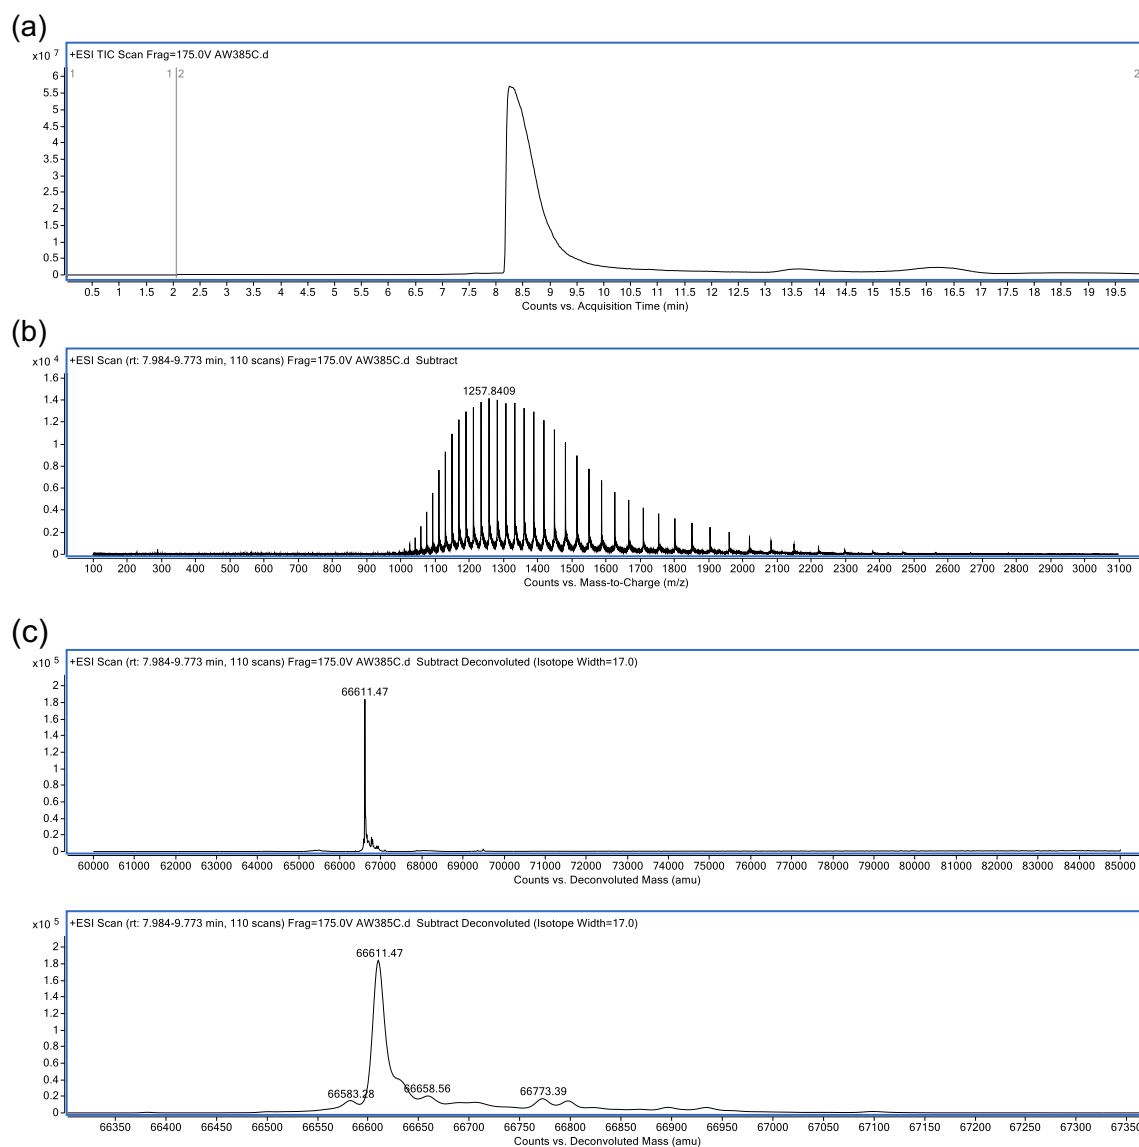 (a)
+ESI TIC Scan Frag=175.0V AW385C.d
x10 7
1 1 2 2
6
5.5
5
4.5
4
3.5
3
2.5
2
1.5
1
0.5
0
0.5 1 1.5 2 2.5 3 3.5 4 4.5 5 5.5 6 6.5 7 7.5 8 8.5 9 9.5 10 10.5 11 11.5 12 12.5 13 13.5 14 14.5 15 15.5 16 16.5 17 17.5 18 18.5 19 19.5
Counts vs. Acquisition Time (min)
(b)
+ESI Scan (rt: 7.984-9.773 min, 110 scans) Frag=175.0V AW385C.d Subtract
x10 4
1.6
1257.8409
1.4
1.2
1
0.8
0.6
0.4
0.2
0
100 200 300 400 500 600 700 800 900 1000 1100 1200 1300 1400 1500 1600 1700 1800 1900 2000 2100 2200 2300 2400 2500 2600 2700 2800 2900 3000 3100
Counts vs. Mass-to-Charge (m/z)
(c)
+ESI Scan (rt: 7.984-9.773 min, 110 scans) Frag=175.0V AW385C.d Subtract Deconvoluted (Isotope Width=17.0)
x10 5
2
66611.47
1.8
1.6
1.4
1.2
1
0.8
0.6
0.4
0.2
0
60000 61000 62000 63000 64000 65000 66000 67000 68000 69000 70000 71000 72000 73000 74000 75000 76000 77000 78000 79000 80000 81000 82000 83000 84000 85000
Counts vs. Deconvoluted Mass (amu)
+ESI Scan (rt: 7.984-9.773 min, 110 scans) Frag=175.0V AW385C.d Subtract Deconvoluted (Isotope Width=17.0)
x10 5
2
66611.47
1.8
1.6
1.4
1.2
1
0.8
0.6
0.4
66583.28 66658.56 66773.39
0.2
0
66350 66400 66450 66500 66550 66600 66650 66700 66750 66800 66850 66900 66950 67000 67050 67100 67150 67200 67250 67300 67350
Counts vs. Deconvoluted Mass (amu)